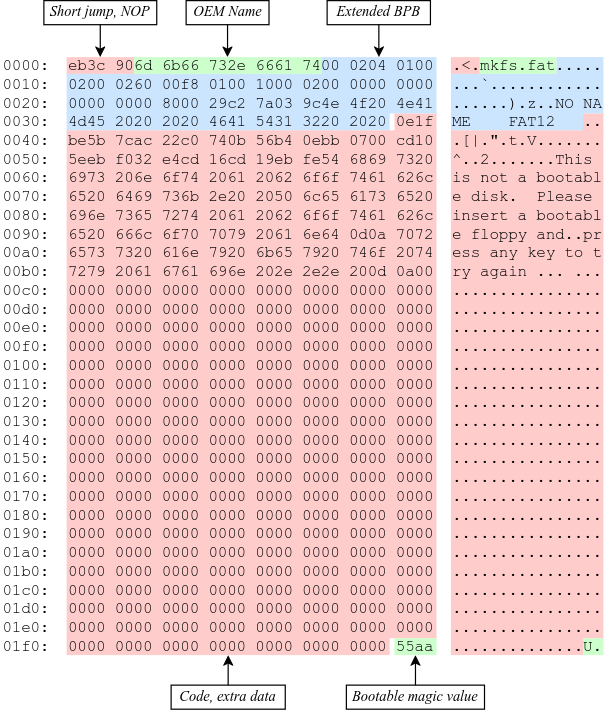 Short jump, NOP OEM Name Extended BPB
0000: eb3c 906d 6b66 732e 6661 7400 0204 0100 .<.mkfs.fat.....
0010: 0200 0260 00f8 0100 1000 0200 0000 0000 ...`............
0020: 0000 0000 8000 29c2 7a03 9c4e 4f20 4e41 ......).z..NO NA
0030: 4d45 2020 2020 4641 5431 3220 2020 0e1f ME    FAT12   ..
0040: be5b 7cac 22c0 740b 56b4 0ebb 0700 cd10 .[|.".t.V.......
0050: 5eeb f032 e4cd 16cd 19eb fe54 6869 7320 ^..2.......This
0060: 6973 206e 6f74 2061 2062 6f6f 7461 626c is not a bootabl
0070: 6520 6469 736b 2e20 2050 6c65 6173 6520 e disk.  Please
0080: 696e 7365 7274 2061 2062 6f6f 7461 626c insert a bootabl
0090: 6520 666c 6f70 7079 2061 6e64 0d0a 7072 e floppy and..pr
00a0: 6573 7320 616e 7920 6b65 7920 746f 2074 ess any key to t
00b0: 7279 2061 6761 696e 202e 2e2e 200d 0a00 ry again ... ...
00c0: 0000 0000 0000 0000 0000 0000 0000 0000 ................
00d0: 0000 0000 0000 0000 0000 0000 0000 0000 ................
00e0: 0000 0000 0000 0000 0000 0000 0000 0000 ................
00f0: 0000 0000 0000 0000 0000 0000 0000 0000 ................
0100: 0000 0000 0000 0000 0000 0000 0000 0000 ................
0110: 0000 0000 0000 0000 0000 0000 0000 0000 ................
0120: 0000 0000 0000 0000 0000 0000 0000 0000 ................
0130: 0000 0000 0000 0000 0000 0000 0000 0000 ................
0140: 0000 0000 0000 0000 0000 0000 0000 0000 ................
0150: 0000 0000 0000 0000 0000 0000 0000 0000 ................
0160: 0000 0000 0000 0000 0000 0000 0000 0000 ................
0170: 0000 0000 0000 0000 0000 0000 0000 0000 ................
0180: 0000 0000 0000 0000 0000 0000 0000 0000 ................
0190: 0000 0000 0000 0000 0000 0000 0000 0000 ................
01a0: 0000 0000 0000 0000 0000 0000 0000 0000 ................
01b0: 0000 0000 0000 0000 0000 0000 0000 0000 ................
01c0: 0000 0000 0000 0000 0000 0000 0000 0000 ................
01d0: 0000 0000 0000 0000 0000 0000 0000 0000 ................
01e0: 0000 0000 0000 0000 0000 0000 0000 0000 ................
01f0: 0000 0000 0000 0000 0000 0000 0000 55aa ..............U.
Code, extra data Bootable magic value